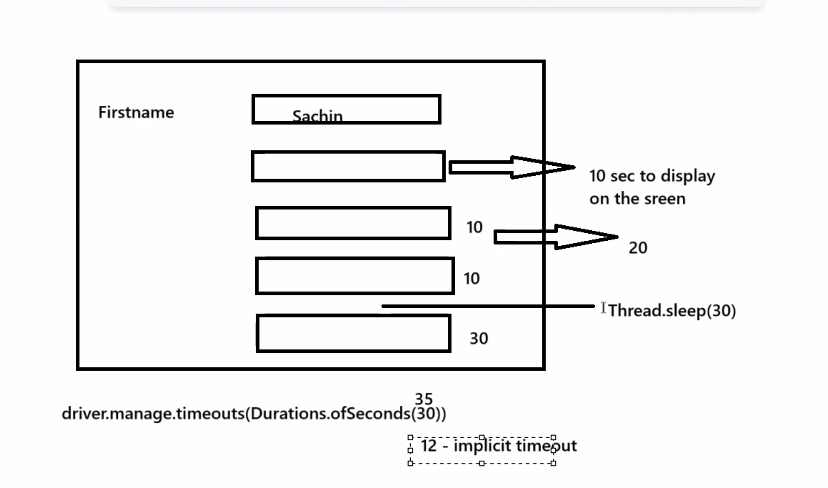 Firstname
Sachin
10 sec to display
on the sreen
10
20
10
Thread.sleep(30)
30
35
driver.manage.timeouts(Durations.ofSeconds(30))
12 - implicit timeout